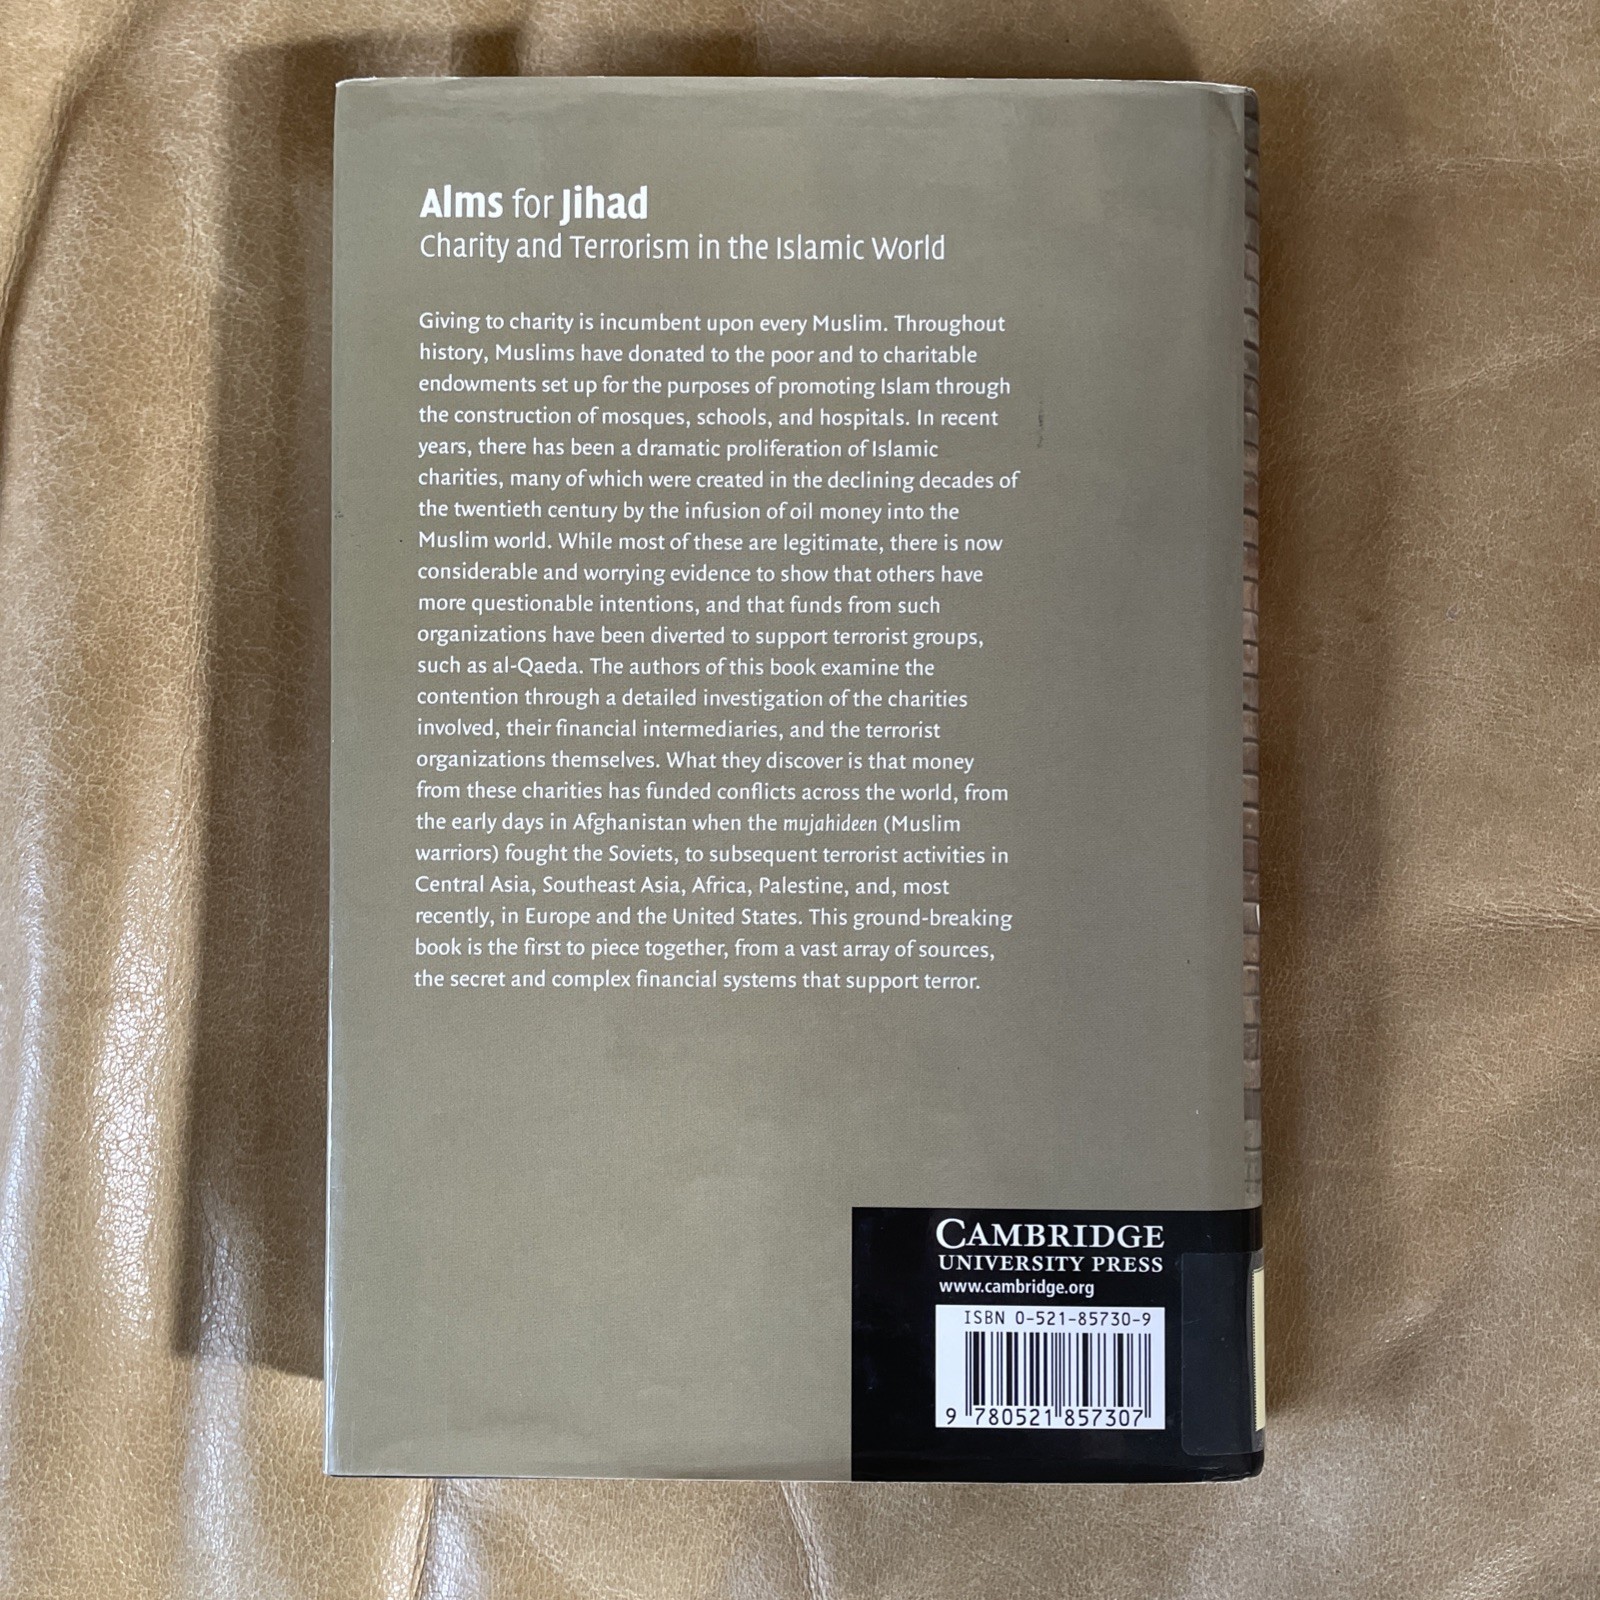 Alms for Jihad
Charity and Terrorism in the Islamic World
Giving to charity is incumbent upon every Muslim. Throughout
history, Muslims have donated to the poor and to charitable
endowments set up for the purposes of promoting Islam through
the construction of mosques, schools, and hospitals. In recent
years, there has been a dramatic proliferation of Islamic
charities, many of which were created in the declining decades of
the twentieth century by the infusion of oil money into the
Muslim world. While most of these are legitimate, there is now
considerable and worrying evidence to show that others have
more questionable intentions, and that funds from such
organizations have been diverted to support terrorist groups,
such as al-Qaeda. The authors of this book examine the
contention through a detailed investigation of the charities
involved, their financial intermediaries, and the terrorist
organizations themselves. What they discover is that money
from these charities has funded conflicts across the world, from
the early days in Afghanistan when the mujahideen (Muslim
warriors) fought the Soviets, to subsequent terrorist activities in
Central Asia, Southeast Asia, Africa, Palestine, and, most
recently, in Europe and the United States. This ground-breaking
book is the first to piece together, from a vast array of sources,
the secret and complex financial systems that support terror.
CAMBRIDGE
UNIVERSITY PRESS
www.cambridge.org
ISBN 0-521-85730-9
9 780521 857307